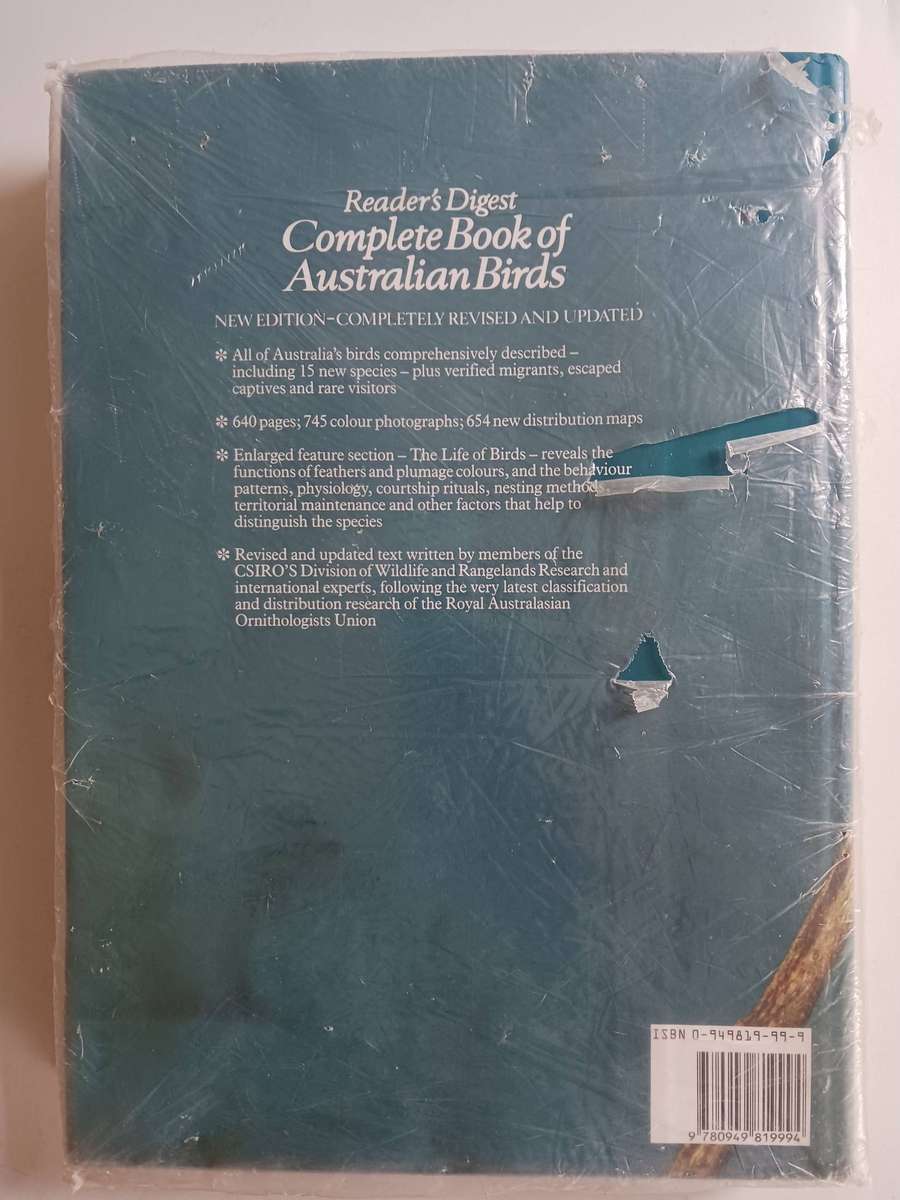 Reader's Digest
Complete Book of
Australian Birds
NEW EDITION–COMPLETELY REVISED AND UPDATED
✻ All of Australia's birds comprehensively described –
including 15 new species – plus verified migrants, escaped
captives and rare visitors
✻ 640 pages; 745 colour photographs; 654 new distribution maps
✻ Enlarged feature section – The Life of Birds – reveals the
functions of feathers and plumage colours, and the behaviour
patterns, physiology, courtship rituals, nesting methods,
territorial maintenance and other factors that help to
distinguish the species
✻ Revised and updated text written by members of the
CSIRO'S Division of Wildlife and Rangelands Research and
international experts, following the very latest classification
and distribution research of the Royal Australasian
Ornithologists Union
ISBN 0-949819-99-9
9 780949 819994